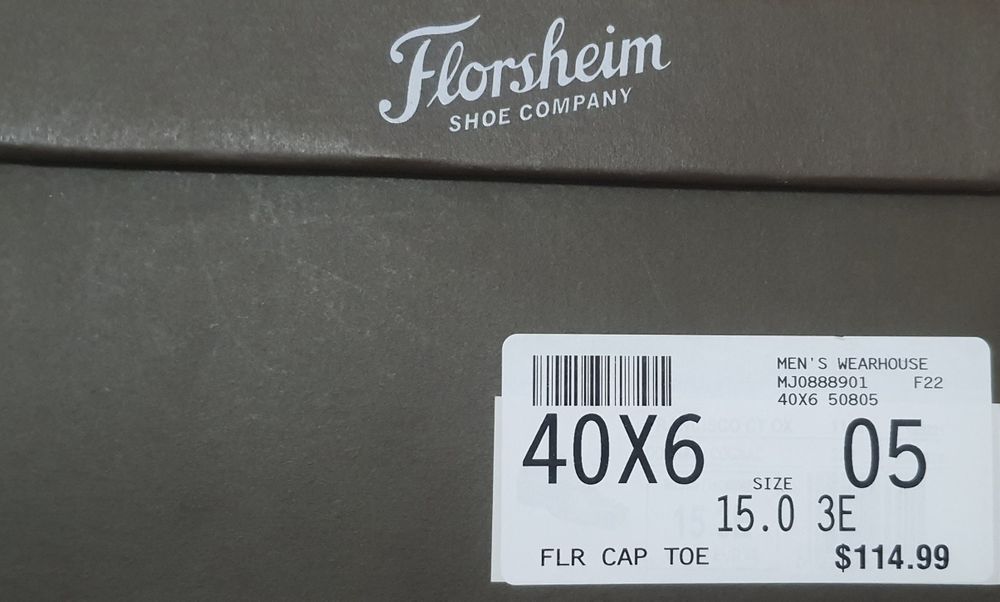 Florsheim
SHOE COMPANY
MEN'S WEARHOUSE
MJ0888901 F22
40X6 50805
40X6 05
SIZE
15.0 3E
FLR CAP TOE $114.99